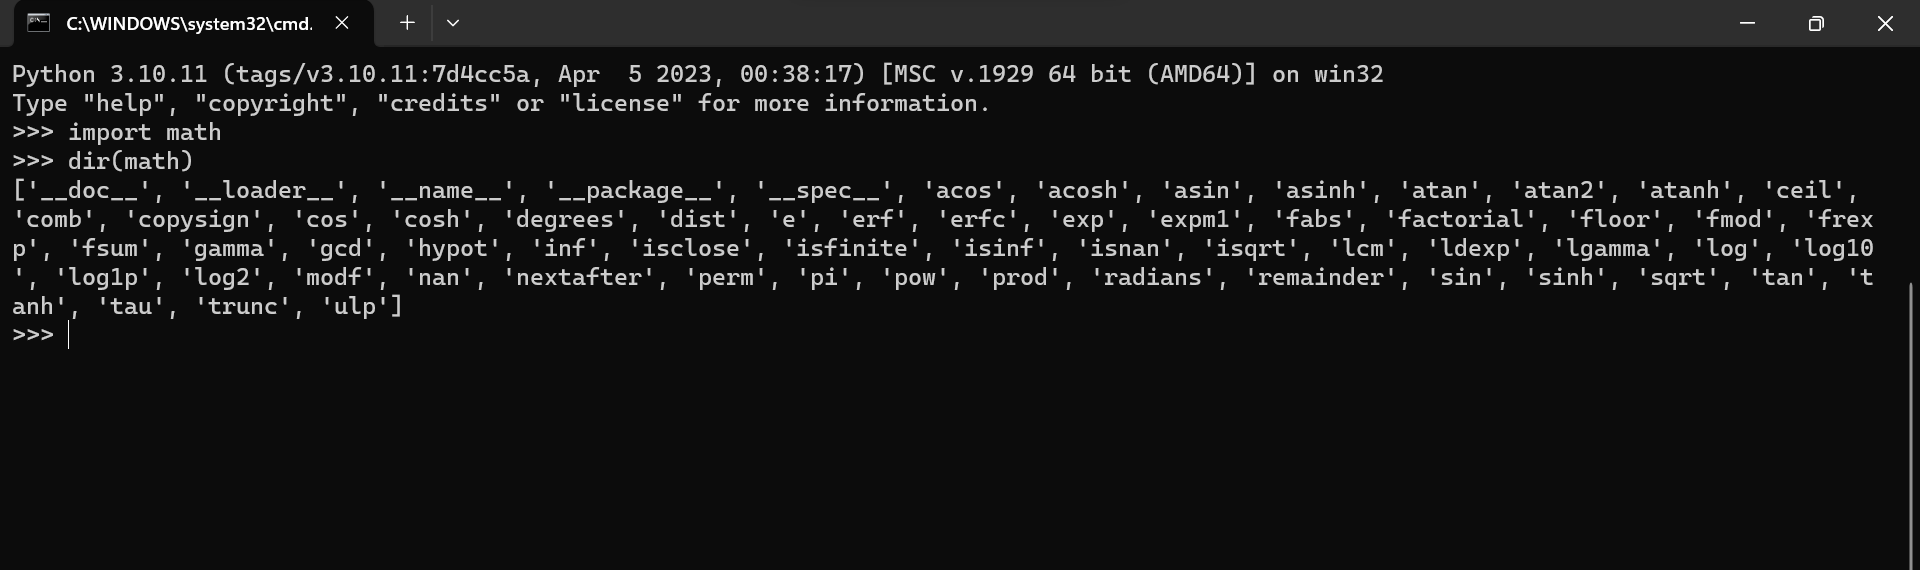 C:\WINDOWS\system32\cmd.
Python 3.10.11 (tags/v3.10.11:7d4cc5a, Apr  5 2023, 00:38:17) [MSC v.1929 64 bit (AMD64)] on win32
Type "help", "copyright", "credits" or "license" for more information.
>>> import math
>>> dir(math)
['__doc__', '__loader__', '__name__', '__package__', '__spec__', 'acos', 'acosh', 'asin', 'asinh', 'atan', 'atan2', 'atanh', 'ceil',
'comb', 'copysign', 'cos', 'cosh', 'degrees', 'dist', 'e', 'erf', 'erfc', 'exp', 'expm1', 'fabs', 'factorial', 'floor', 'fmod', 'frex
p', 'fsum', 'gamma', 'gcd', 'hypot', 'inf', 'isclose', 'isfinite', 'isinf', 'isnan', 'isqrt', 'lcm', 'ldexp', 'lgamma', 'log', 'log10
', 'log1p', 'log2', 'modf', 'nan', 'nextafter', 'perm', 'pi', 'pow', 'prod', 'radians', 'remainder', 'sin', 'sinh', 'sqrt', 'tan', 't
anh', 'tau', 'trunc', 'ulp']
>>>